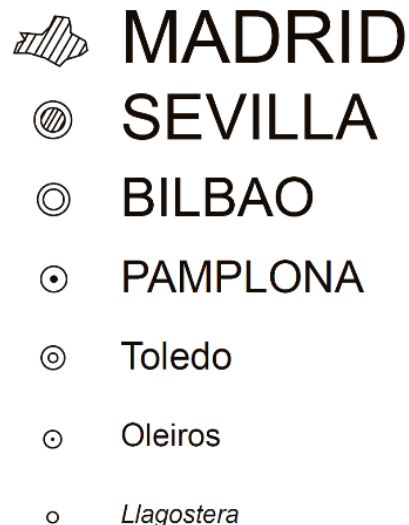 MADRID
SEVILLA
BILBAO
PAMPLONA
Toledo
Oleiros
Llagostera